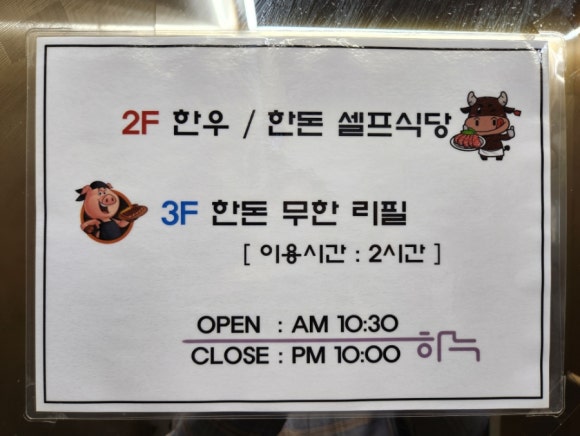 2F 한우 / 한돈 셀프식당
3F 한돈 무한 리필
[ 이용시간 : 2시간 ]
OPEN : AM 10:30
CLOSE : PM 10:00